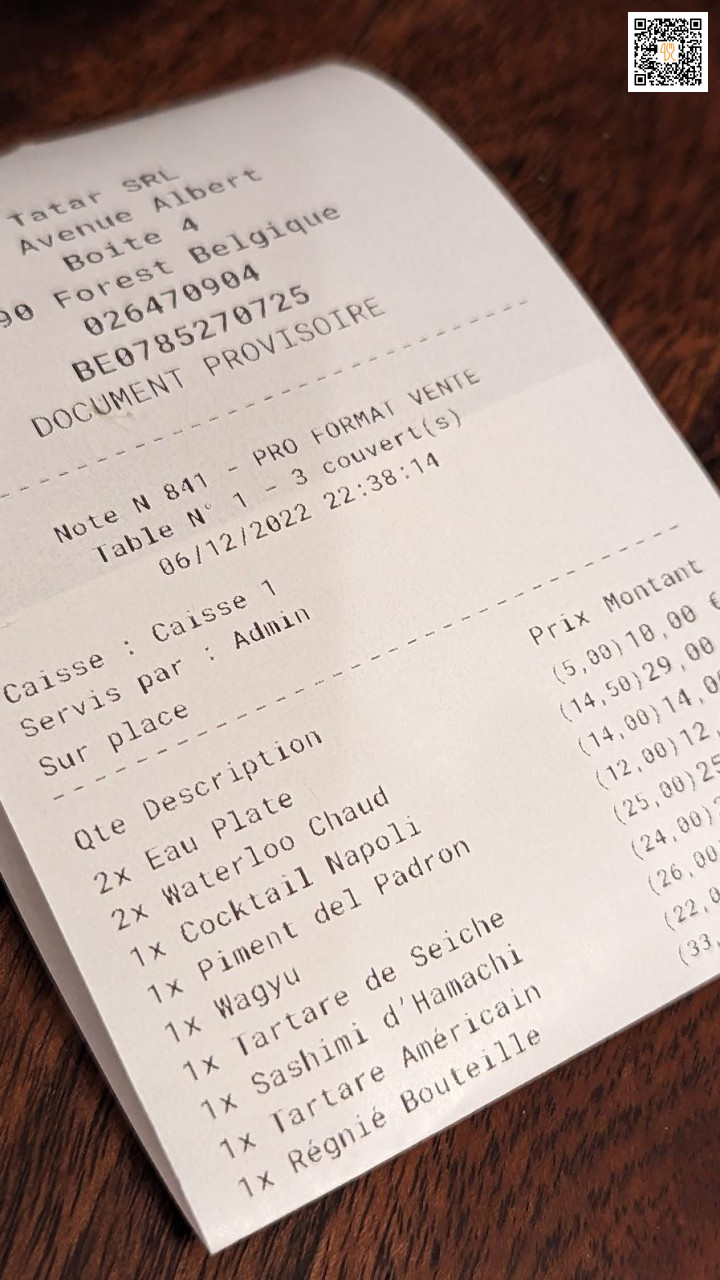 Tatar SRL
Avenue Albert
Boite 4
90 Forest Belgique
026470904
BE0785270725
DOCUMENT PROVISOIRE
Note N 841 - PRO FORMAT VENTE
Table N° 1 - 3 couvert(s)
06/12/2022 22:38:14
Caisse : Caisse 1
Servis par : Admin
Sur place
Qte Description Prix Montant
2x Eau Plate (5,00)10,00 €
2x Waterloo Chaud (14,50)29,00
1x Cocktail Napoli (14,00)14,0
1x Piment del Padron (12,00)12,
1x Wagyu (25,00)25
1x Tartare de Seiche (24,00)
1x Sashimi d'Hamachi (26,00
1x Tartare Américain (22,0
1x Régnié Bouteille (33,